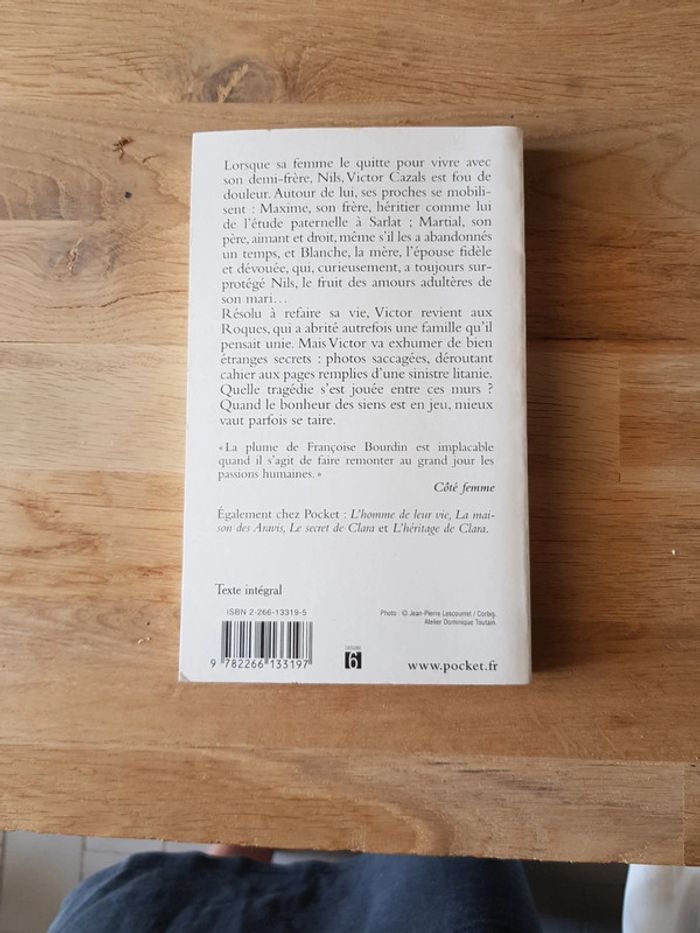 Lorsque sa femme le quitte pour vivre avec
son demi-frère, Nils, Victor Cazals est fou de
douleur. Autour de lui, ses proches se mobili-
sent : Maxime, son frère, héritier comme lui
de l'étude paternelle à Sarlat ; Martial, son
père, aimant et droit, même s'il les a abandonnés
un temps, et Blanche, la mère, l'épouse fidèle
et dévouée, qui, curieusement, a toujours sur-
protégé Nils, le fruit des amours adultères de
son mari…
Résolu à refaire sa vie, Victor revient aux
Roques, qui a abrité autrefois une famille qu'il
pensait unie. Mais Victor va exhumer de bien
étranges secrets : photos saccagées, déroutant
cahier aux pages remplies d'une sinistre litanie.
Quelle tragédie s'est jouée entre ces murs ?
Quand le bonheur des siens est en jeu, mieux
vaut parfois se taire.
« La plume de Françoise Bourdin est implacable
quand il s'agit de faire remonter au grand jour les
passions humaines. »
Côté femme
Également chez Pocket : L'homme de leur vie, La mai-
son des Aravis, Le secret de Clara et L'héritage de Clara.
Texte intégral
ISBN 2-266-13319-5
Photo : © Jean-Pierre Lescourret / Corbis.
Atelier Dominique Toutain.
9 782266 133197
CATÉGORIE
6
www.pocket.fr